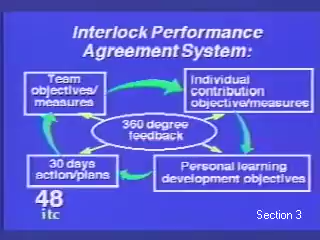 Interlock Performance
Agreement System:
Team
objectives/
measures
Individual
contribution
objective/measures
360 degree
feedback
30 days
action/plans
Personal learning
development objectives
48
itc
Section 3